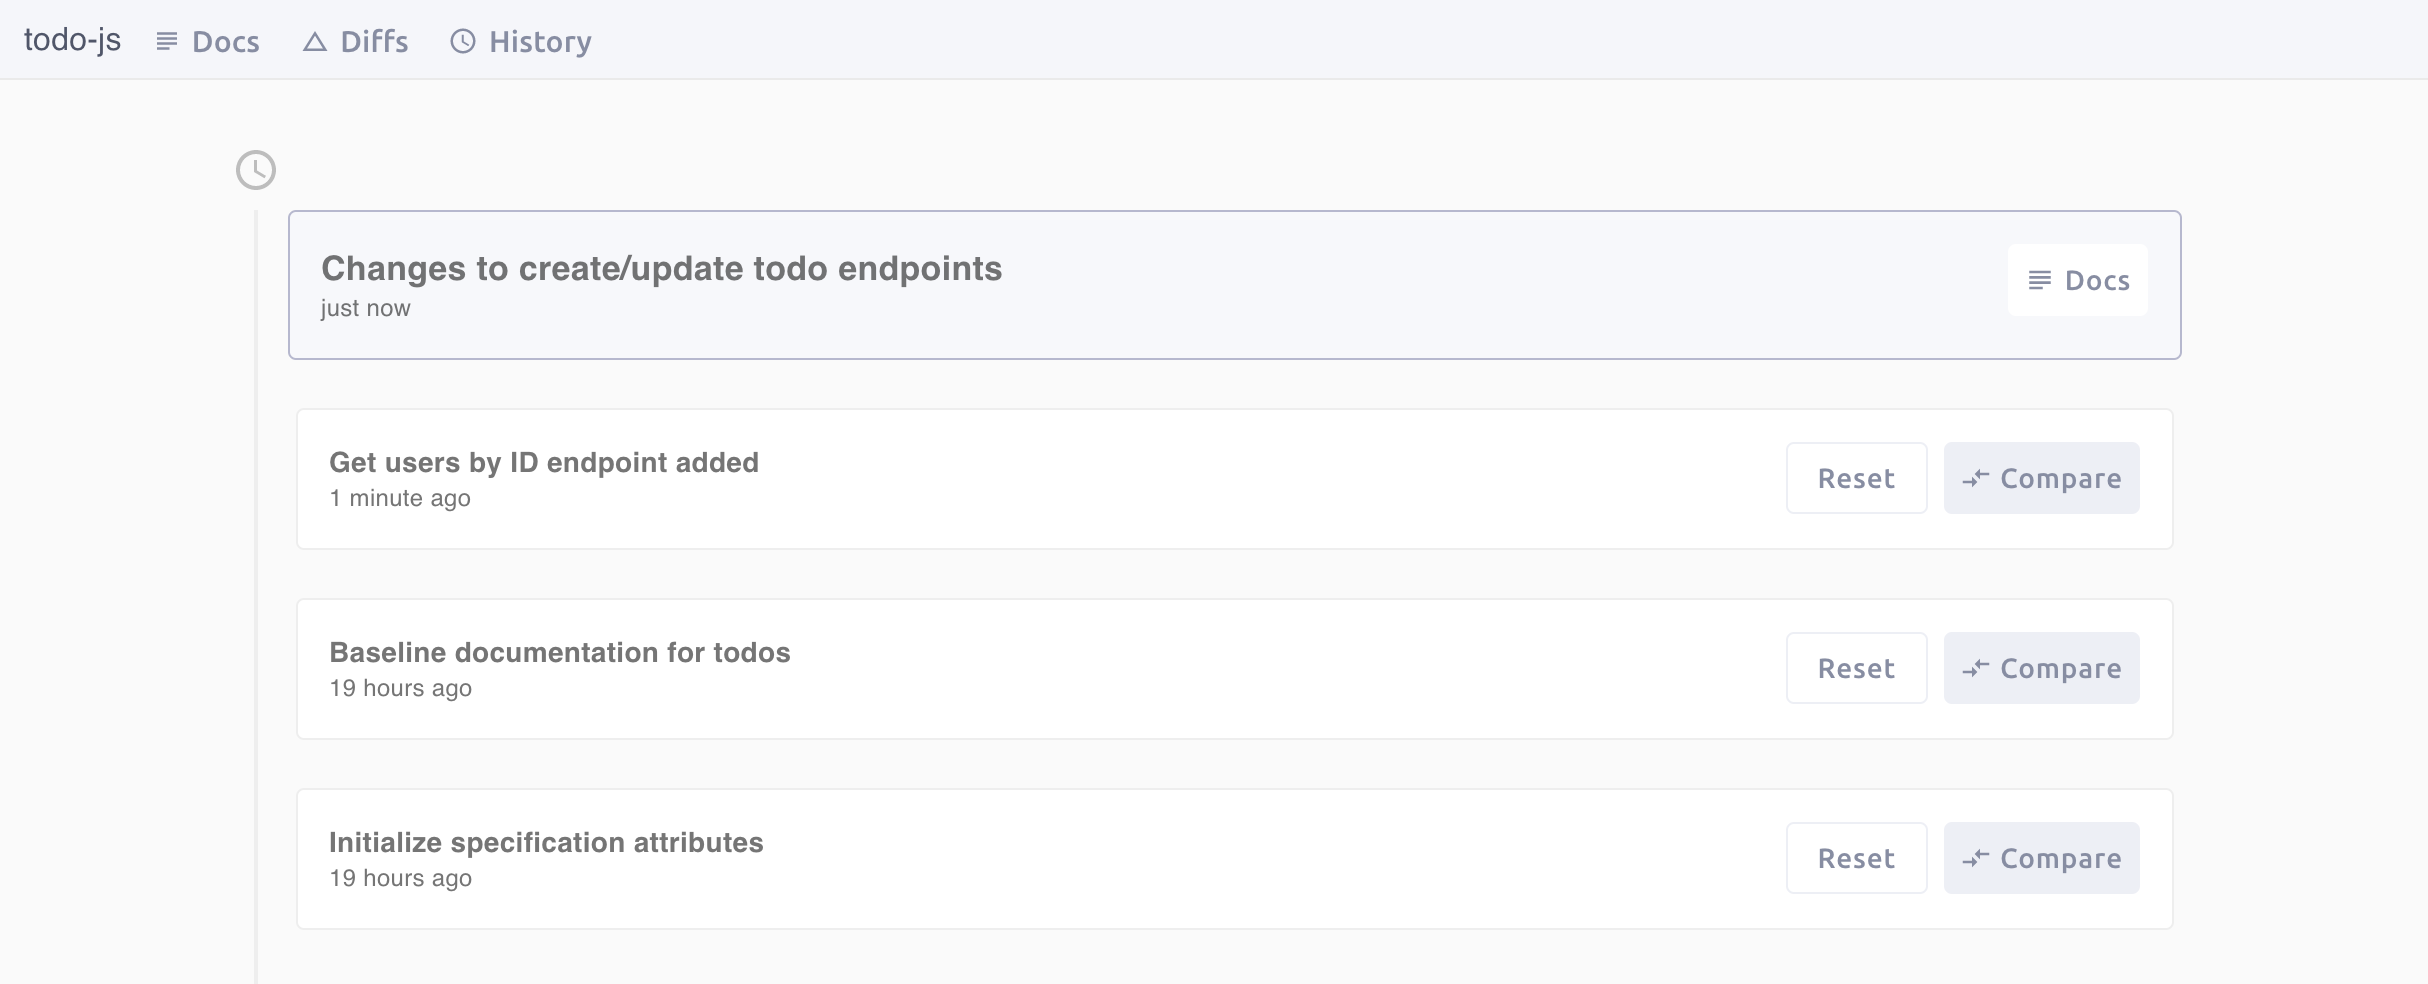 todo-js Docs Diffs History
Changes to create/update todo endpoints
just now
Docs
Get users by ID endpoint added
1 minute ago
Reset Compare
Baseline documentation for todos
19 hours ago
Reset Compare
Initialize specification attributes
19 hours ago
Reset Compare